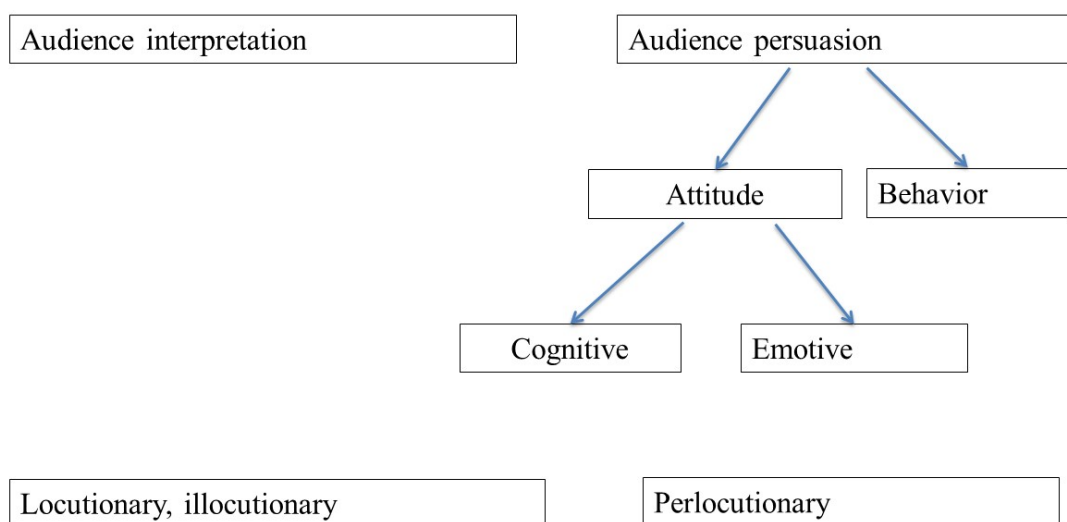 Audience interpretation
Audience persuasion
Attitude
Behavior
Cognitive
Emotive
Locutionary, illocutionary
Perlocutionary